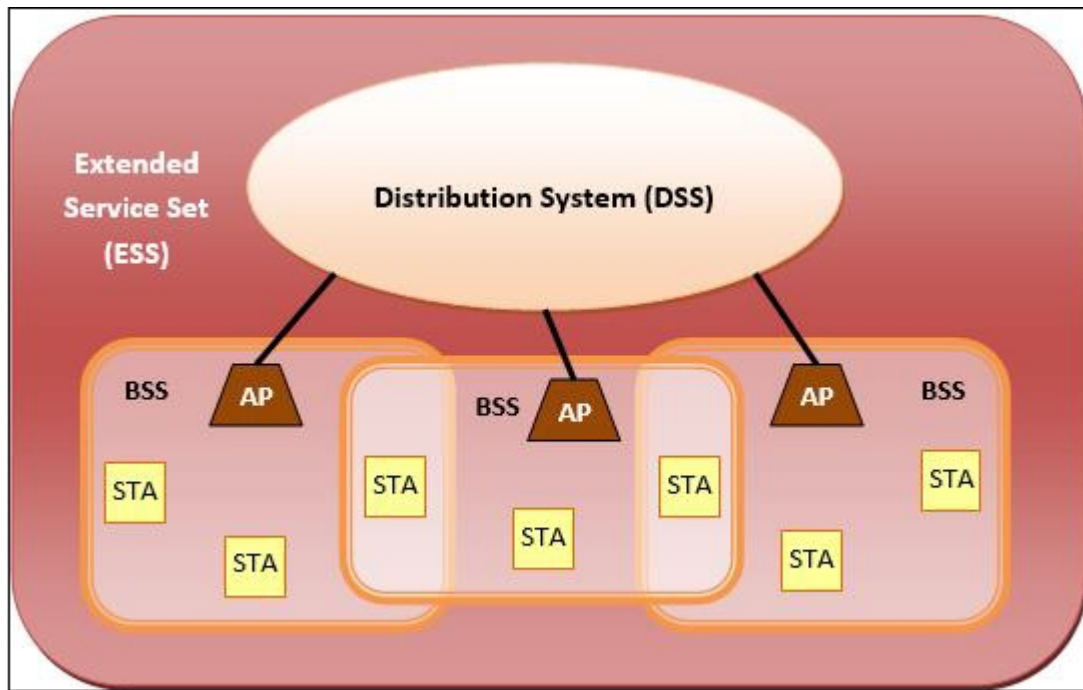 Extended
Service Set
(ESS)
Distribution System (DSS)
BSS
AP
BSS
AP
AP
BSS
STA
STA
STA
STA
STA
STA
STA